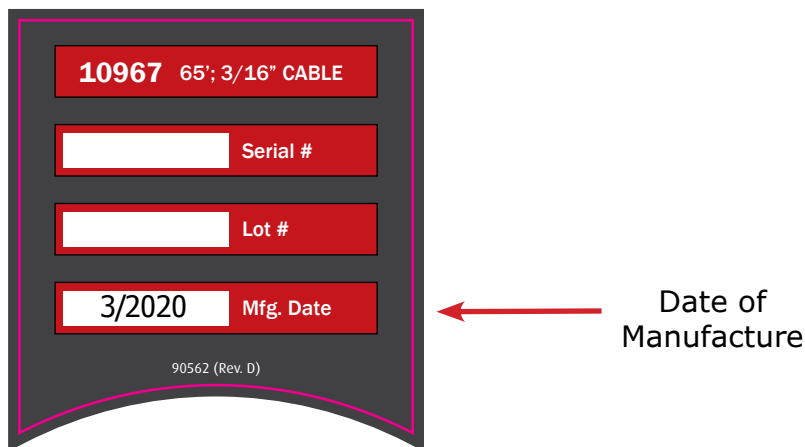 10967 65’; 3/16” CABLE
Serial #
Lot #
3/2020 Mfg. Date
Date of
Manufacture
90562 (Rev. D)